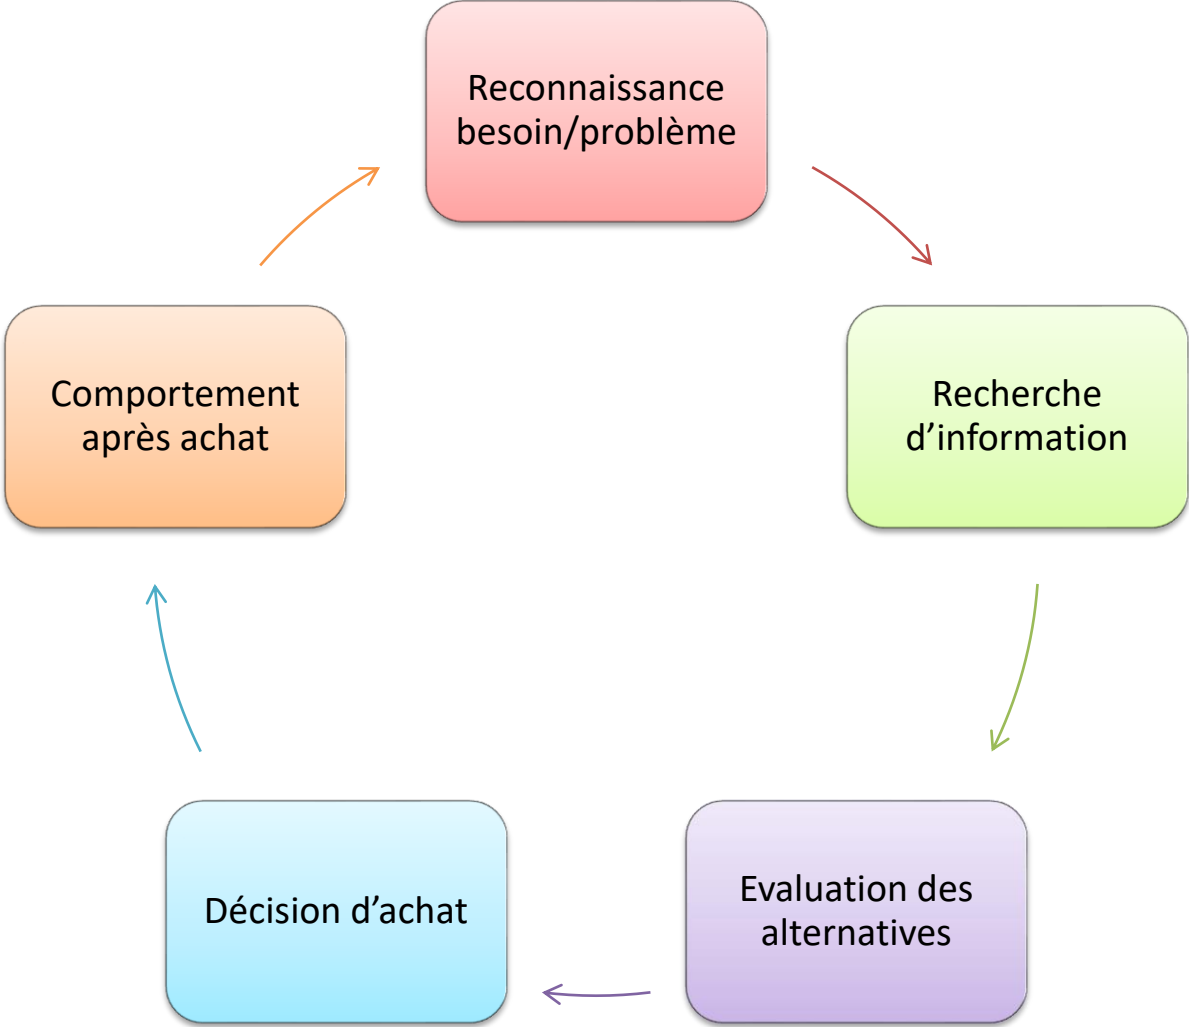 Reconnaissance
besoin/problème
Recherche
d’information
Evaluation des
alternatives
Décision d’achat
Comportement
après achat